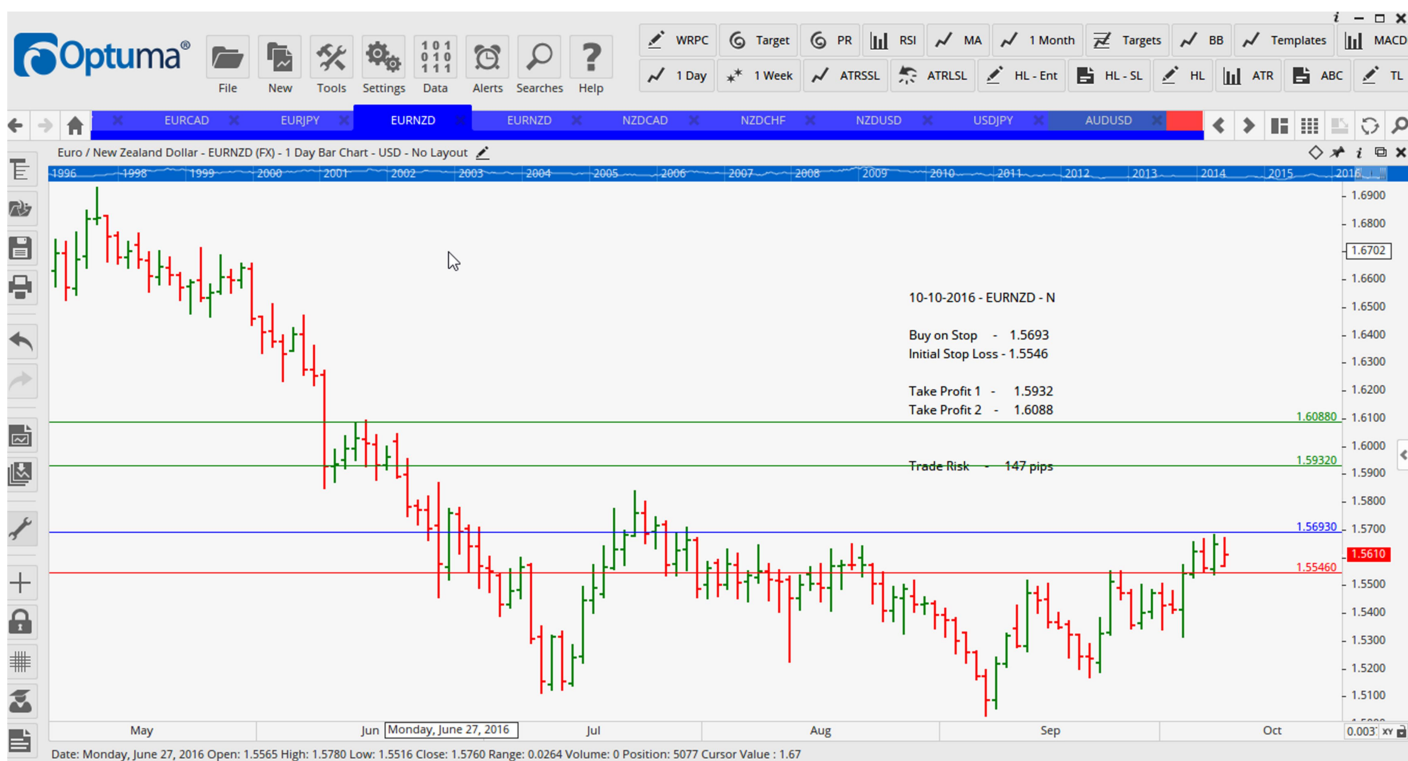 i
Optuma®
File
New
Tools
Settings
Data
Alerts
Searches
Help
WRPC
Target
PR
RSI
MA
1 Month
Targets
BB
Templates
MACD
1 Day
1 Week
ATRSSL
ATRLSL
HL - Ent
HL - SL
HL
ATR
ABC
TL
EURCAD
EURJPY
EURNZD
EURNZD
NZDCAD
NZDCHF
NZDUSD
USDJPY
AUDUSD
Euro / New Zealand Dollar - EURNZD (FX) - 1 Day Bar Chart - USD - No Layout
1996 1998 1999 2000 2001 2002 2003 2004 2005 2006 2007 2008 2009 2010 2011 2012 2013 2014 2015 2016
1.6900
1.6800
1.6702
1.6600
10-10-2016 - EURNZD - N
1.6500
Buy on Stop - 1.5693
1.6400
Initial Stop Loss - 1.5546
1.6300
Take Profit 1 - 1.5932
1.6200
Take Profit 2 - 1.6088
1.60880
1.6100
1.6000
1.59320
Trade Risk - 147 pips
1.5900
1.5800
1.56930
1.5700
1.5610
1.55460
1.5500
1.5400
1.5300
1.5200
1.5100
May
Jun
Monday, June 27, 2016
Jul
Aug
Sep
Oct
XY
Date: Monday, June 27, 2016 Open: 1.5565 High: 1.5780 Low: 1.5516 Close: 1.5760 Range: 0.0264 Volume: 0 Position: 5077 Cursor Value : 1.67